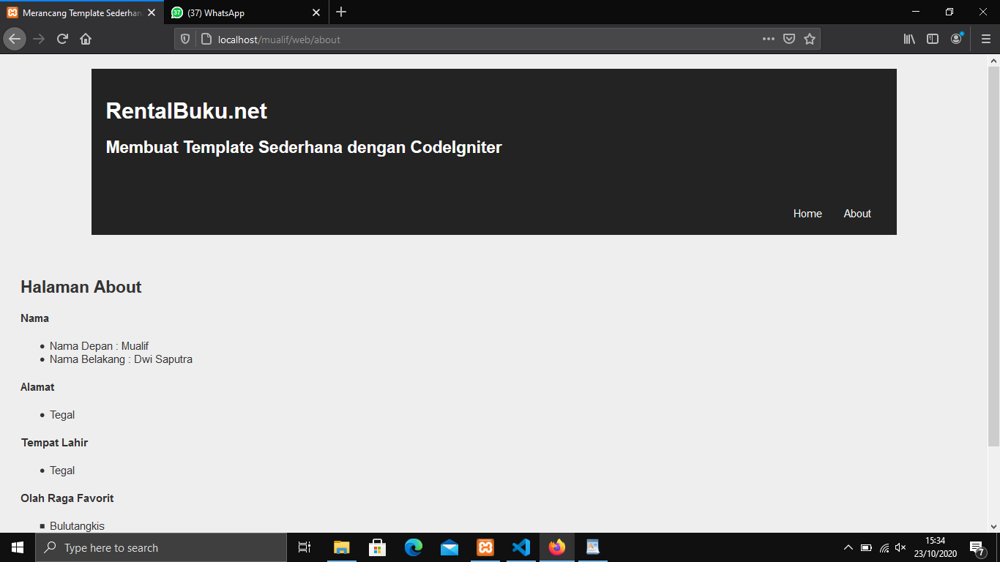 Merancang Template Sederhan
37
(37) WhatsApp
localhost/mualif/web/about
RentalBuku.net
Membuat Template Sederhana dengan CodeIgniter
Home About
Halaman About
Nama
Nama Depan : Mualif
Nama Belakang : Dwi Saputra
Alamat
Tegal
Tempat Lahir
Tegal
Olah Raga Favorit
Bulutangkis
Type here to search
15:34
23/10/2020
7